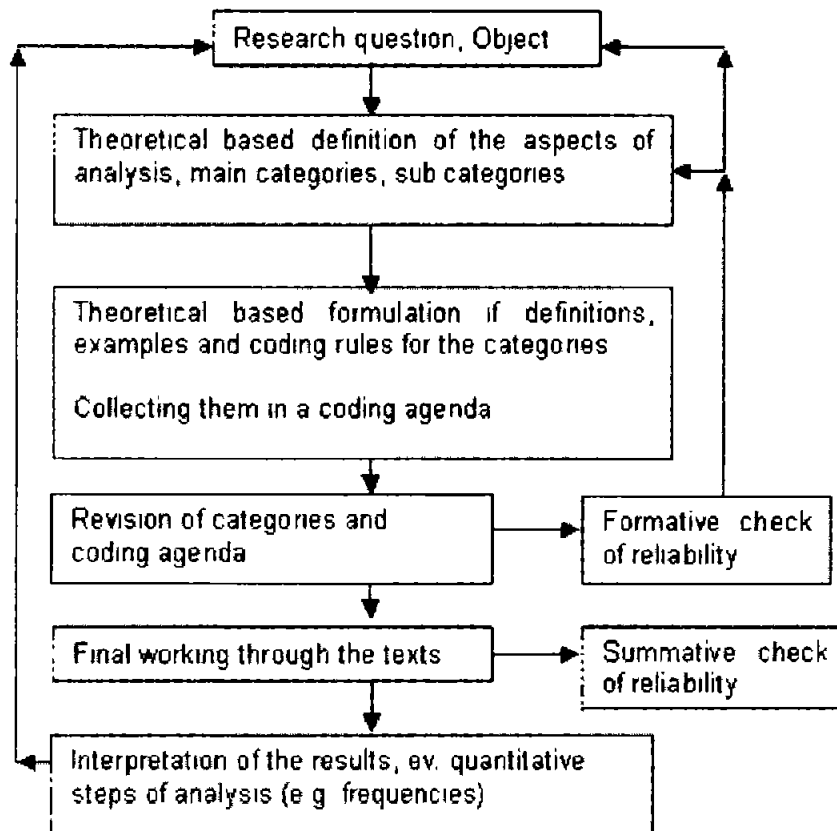 Research question, Object
Theoretical based definition of the aspects of
analysis, main categories, sub categories
Theoretical based formulation if definitions,
examples and coding rules for the categories
Collecting them in a coding agenda
Revision of categories and
coding agenda
Formative check
of reliability
Final working through the texts
Summative check
of reliability
Interpretation of the results, ev. quantitative
steps of analysis (e g frequencies)